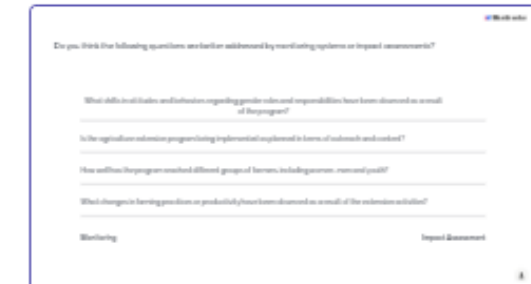 Do you think the following questions are better addressed by monitoring systems or impact assessments?
What shifts in attitudes and behaviors regarding gender roles and responsibilities have been observed as a result
of the program?
Is the agriculture extension program being implemented as planned in terms of outreach and content?
How well has the program reached different groups of farmers, including women, men and youth?
What changes in farming practices or productivity have been observed as a result of the extension activities?
Monitoring
Impact Assessment